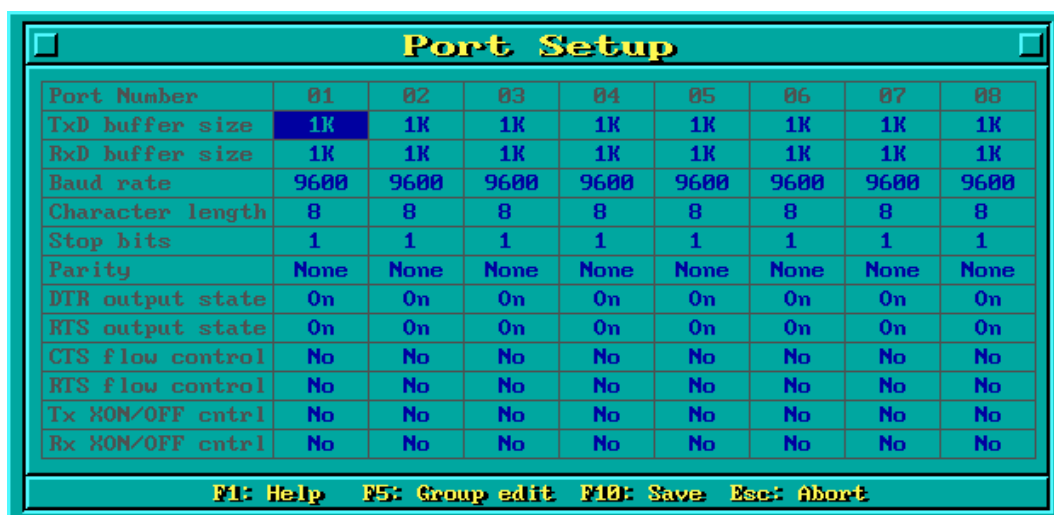 Port Setup
Port Number 01 02 03 04 05 06 07 08
TxD buffer size 1K 1K 1K 1K 1K 1K 1K 1K
RxD buffer size 1K 1K 1K 1K 1K 1K 1K 1K
Baud rate 9600 9600 9600 9600 9600 9600 9600 9600
Character length 8 8 8 8 8 8 8 8
Stop bits 1 1 1 1 1 1 1 1
Parity None None None None None None None None
DTR output state On On On On On On On On
RTS output state On On On On On On On On
CTS flow control No No No No No No No No
RTS flow control No No No No No No No No
Tx XON/OFF cntrl No No No No No No No No
Rx XON/OFF cntrl No No No No No No No No
F1: Help F5: Group edit F10: Save Esc: Abort